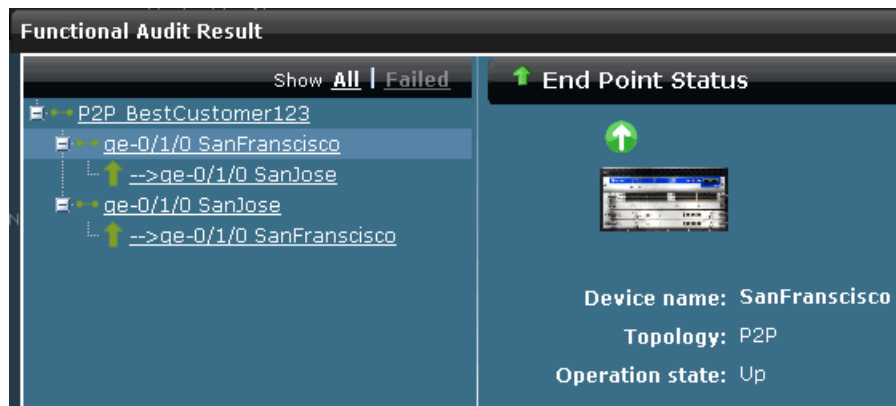 Functional Audit Result
Show All | Failed
P2P_BestCustomer123
ge-0/1/0 SanFranscisco
-->ge-0/1/0 SanJose
ge-0/1/0 SanJose
-->ge-0/1/0 SanFranscisco
End Point Status
Device name: SanFranscisco
Topology: P2P
Operation state: Up